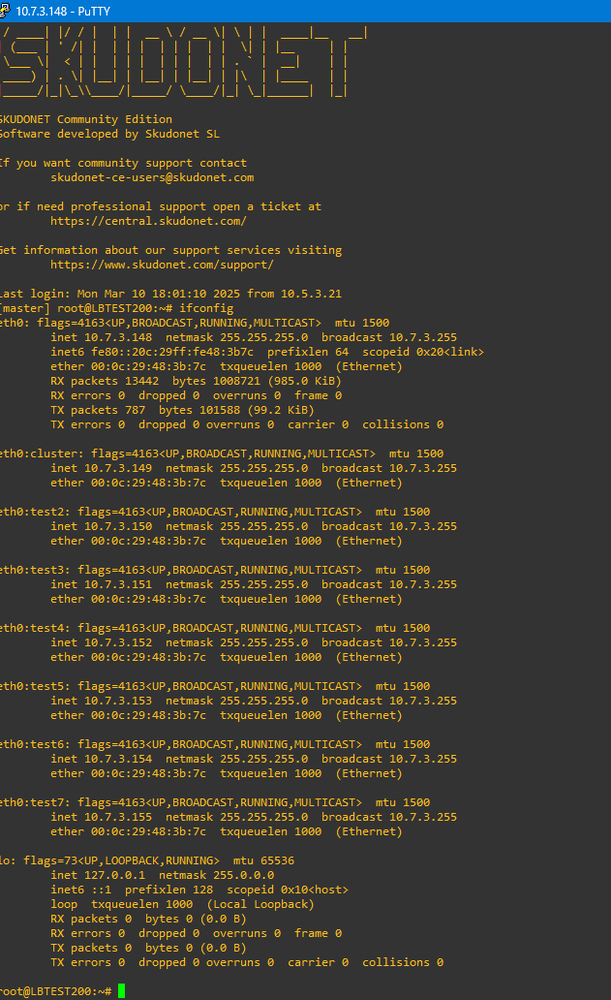 10.7.3.148 - PuTTY
SKUDONET
SKUDONET Community Edition
Software developed by Skudonet SL
If you want community support contact
skudonet-ce-users@skudonet.com
or if need professional support open a ticket at
https://central.skudonet.com/
Get information about our support services visiting
https://www.skudonet.com/support/
Last login: Mon Mar 10 18:01:10 2025 from 10.5.3.21
[master] root@LBTEST200:~# ifconfig
eth0: flags=4163<UP,BROADCAST,RUNNING,MULTICAST>  mtu 1500
inet 10.7.3.148  netmask 255.255.255.0  broadcast 10.7.3.255
inet6 fe80::20c:29ff:fe48:3b7c  prefixlen 64  scopeid 0x20<link>
ether 00:0c:29:48:3b:7c  txqueuelen 1000  (Ethernet)
RX packets 13442  bytes 1008721 (985.0 KiB)
RX errors 0  dropped 0  overruns 0  frame 0
TX packets 787  bytes 101588 (99.2 KiB)
TX errors 0  dropped 0 overruns 0  carrier 0  collisions 0
eth0:cluster: flags=4163<UP,BROADCAST,RUNNING,MULTICAST>  mtu 1500
inet 10.7.3.149  netmask 255.255.255.0  broadcast 10.7.3.255
ether 00:0c:29:48:3b:7c  txqueuelen 1000  (Ethernet)
eth0:test2: flags=4163<UP,BROADCAST,RUNNING,MULTICAST>  mtu 1500
inet 10.7.3.150  netmask 255.255.255.0  broadcast 10.7.3.255
ether 00:0c:29:48:3b:7c  txqueuelen 1000  (Ethernet)
eth0:test3: flags=4163<UP,BROADCAST,RUNNING,MULTICAST>  mtu 1500
inet 10.7.3.151  netmask 255.255.255.0  broadcast 10.7.3.255
ether 00:0c:29:48:3b:7c  txqueuelen 1000  (Ethernet)
eth0:test4: flags=4163<UP,BROADCAST,RUNNING,MULTICAST>  mtu 1500
inet 10.7.3.152  netmask 255.255.255.0  broadcast 10.7.3.255
ether 00:0c:29:48:3b:7c  txqueuelen 1000  (Ethernet)
eth0:test5: flags=4163<UP,BROADCAST,RUNNING,MULTICAST>  mtu 1500
inet 10.7.3.153  netmask 255.255.255.0  broadcast 10.7.3.255
ether 00:0c:29:48:3b:7c  txqueuelen 1000  (Ethernet)
eth0:test6: flags=4163<UP,BROADCAST,RUNNING,MULTICAST>  mtu 1500
inet 10.7.3.154  netmask 255.255.255.0  broadcast 10.7.3.255
ether 00:0c:29:48:3b:7c  txqueuelen 1000  (Ethernet)
eth0:test7: flags=4163<UP,BROADCAST,RUNNING,MULTICAST>  mtu 1500
inet 10.7.3.155  netmask 255.255.255.0  broadcast 10.7.3.255
ether 00:0c:29:48:3b:7c  txqueuelen 1000  (Ethernet)
lo: flags=73<UP,LOOPBACK,RUNNING>  mtu 65536
inet 127.0.0.1  netmask 255.0.0.0
inet6 ::1  prefixlen 128  scopeid 0x10<host>
loop  txqueuelen 1000  (Local Loopback)
RX packets 0  bytes 0 (0.0 B)
RX errors 0  dropped 0  overruns 0  frame 0
TX packets 0  bytes 0 (0.0 B)
TX errors 0  dropped 0 overruns 0  carrier 0  collisions 0
root@LBTEST200:~#